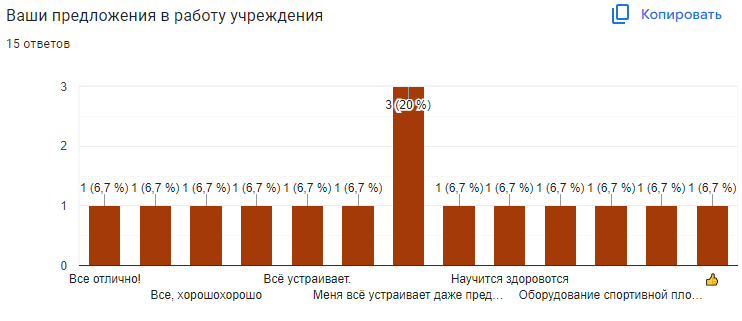 Ваши предложения в работу учреждения
Копировать
15 ответов
3
2
1
0
1 (6,7 %)
1 (6,7 %)
1 (6,7 %)
1 (6,7 %)
1 (6,7 %)
1 (6,7 %)
3 (20 %)
1 (6,7 %)
1 (6,7 %)
1 (6,7 %)
1 (6,7 %)
1 (6,7 %)
1 (6,7 %)
Все отлично!
Все, хорошохорошо
Всё устраивает.
Меня всё устраивает даже пред…
Научится здоровотся
Оборудование спортивной пло…
👍